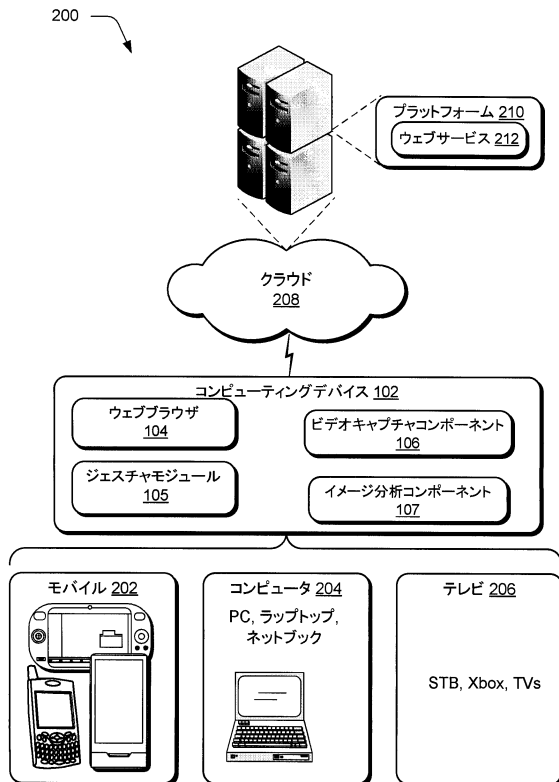 200
プラットフォーム 210
ウェブサービス 212
クラウド
208
コンピューティングデバイス 102
ウェブブラウザ
104
ビデオキャプチャコンポーネント
106
ジェスチャモジュール
105
イメージ分析コンポーネント
107
モバイル 202
コンピュータ 204
PC, ラップトップ,
ネットブック
テレビ 206
STB, Xbox, TVs